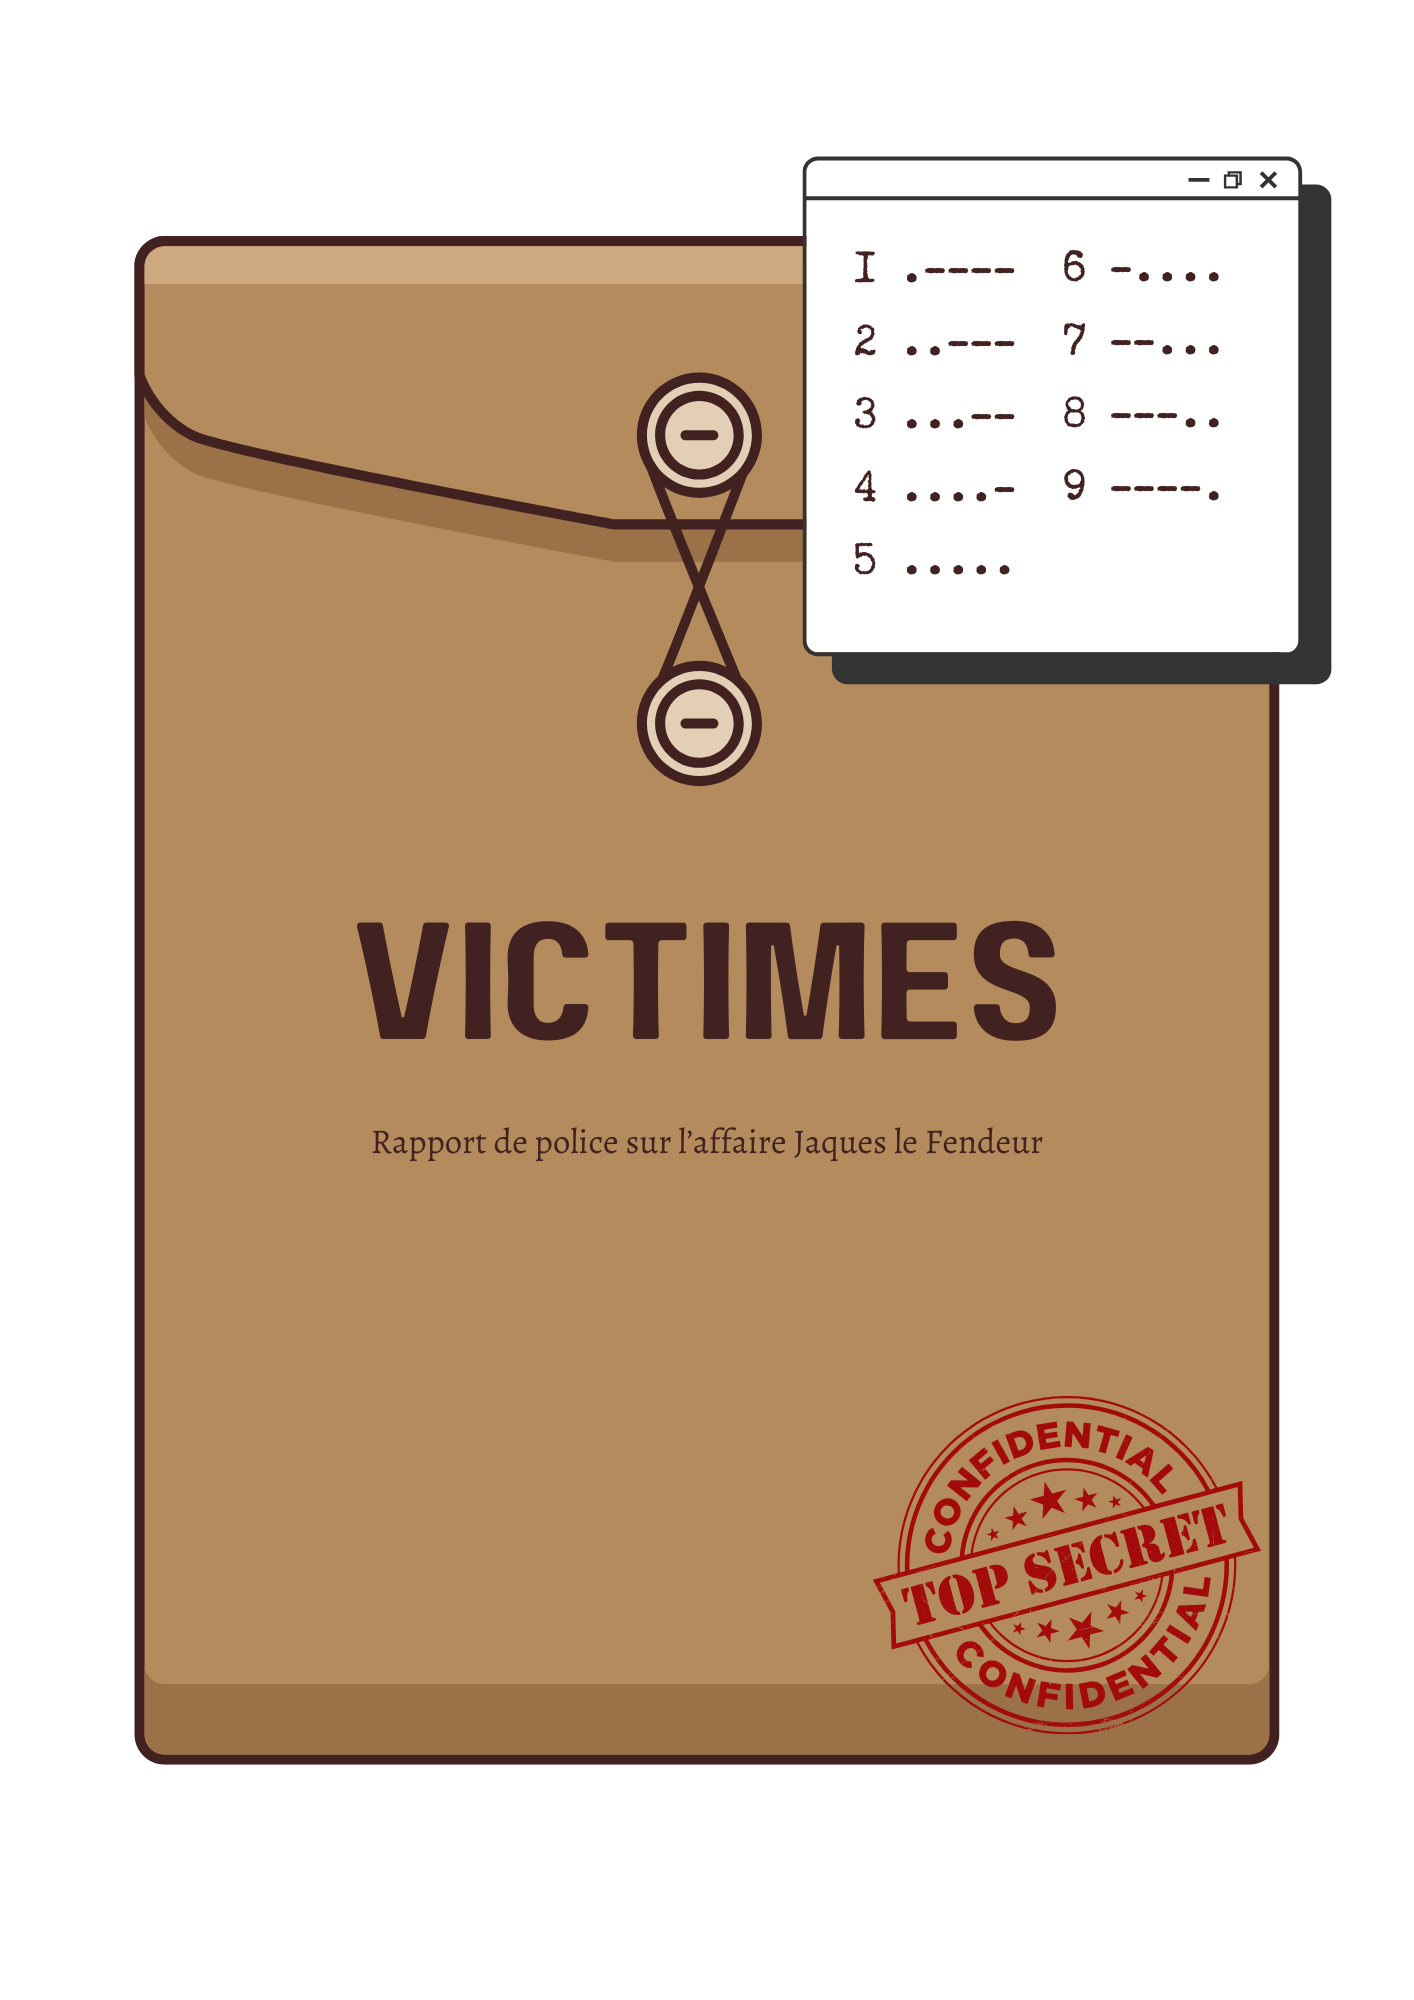 1 .---- 6 -....
2 ..--- 7 --...
3 ...-- 8 ---..
4 ....- 9 ----.
5 .....
VICTIMES
Rapport de police sur l’affaire Jaques le Fendeur
CONFIDENTIAL
TOP SECRET
CONFIDENTIAL